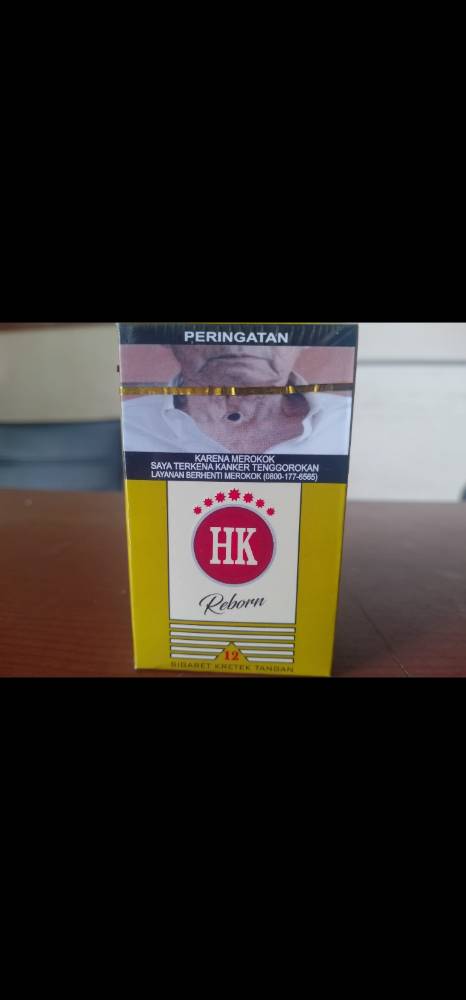 PERINGATAN
KARENA MEROKOK
SAYA TERKENA KANKER TENGGOROKAN
LAYANAN BERHENTI MEROKOK (0800-177-6565)
HK
Reborn
12
SIGARET KRETEK TANGAN